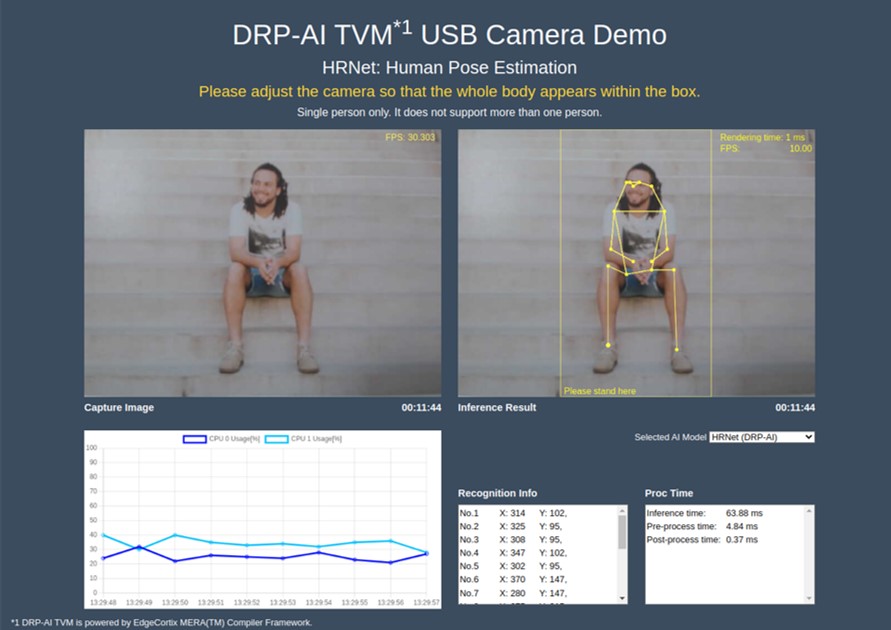 DRP-AI TVM*1 USB Camera Demo
HRNet: Human Pose Estimation
Please adjust the camera so that the whole body appears within the box.
Single person only. It does not support more than one person.
FPS: 30.303
Rendering time: 1 ms
FPS: 10.00
Please stand here
Capture Image 00:11:44
Inference Result 00:11:44
CPU 0 Usage[%] CPU 1 Usage[%]
100
90
80
70
60
50
40
30
20
10
0
13:29:48 13:29:49 13:29:50 13:29:51 13:29:52 13:29:53 13:29:54 13:29:55 13:29:56 13:29:57
Selected AI Model HRNet (DRP-AI)
Recognition Info
No.1 X: 314 Y: 102,
No.2 X: 325 Y: 95,
No.3 X: 308 Y: 95,
No.4 X: 347 Y: 102,
No.5 X: 302 Y: 95,
No.6 X: 370 Y: 147,
No.7 X: 280 Y: 147,
Proc Time
Inference time: 63.88 ms
Pre-process time: 4.84 ms
Post-process time: 0.37 ms
*1 DRP-AI TVM is powered by EdgeCortix MERA(TM) Compiler Framework.